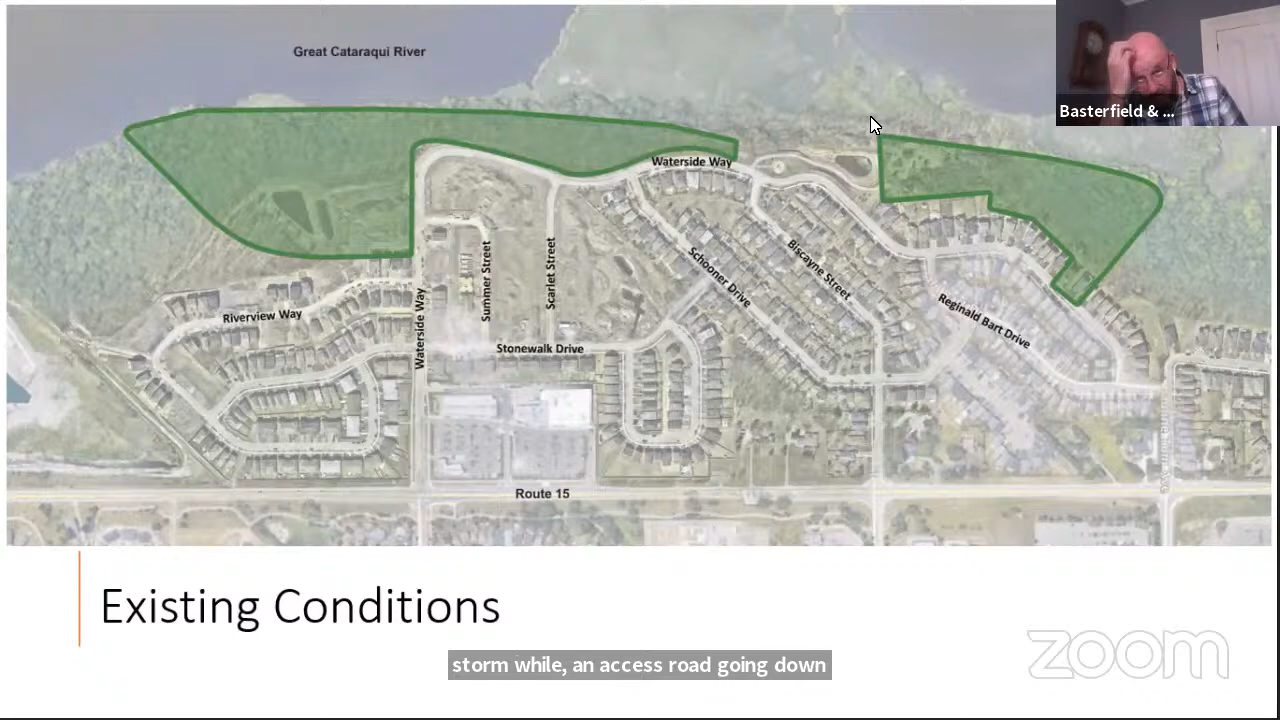 Great Cataraqui River
Basterfield & ...
Waterside Way
Biscayne Street
Schooner Drive
Summer Street
Scarlet Street
Reginald Bart Drive
Riverview Way
Waterside Way
Stonewalk Drive
Route 15
Existing Conditions
storm while, an access road going down
zoom